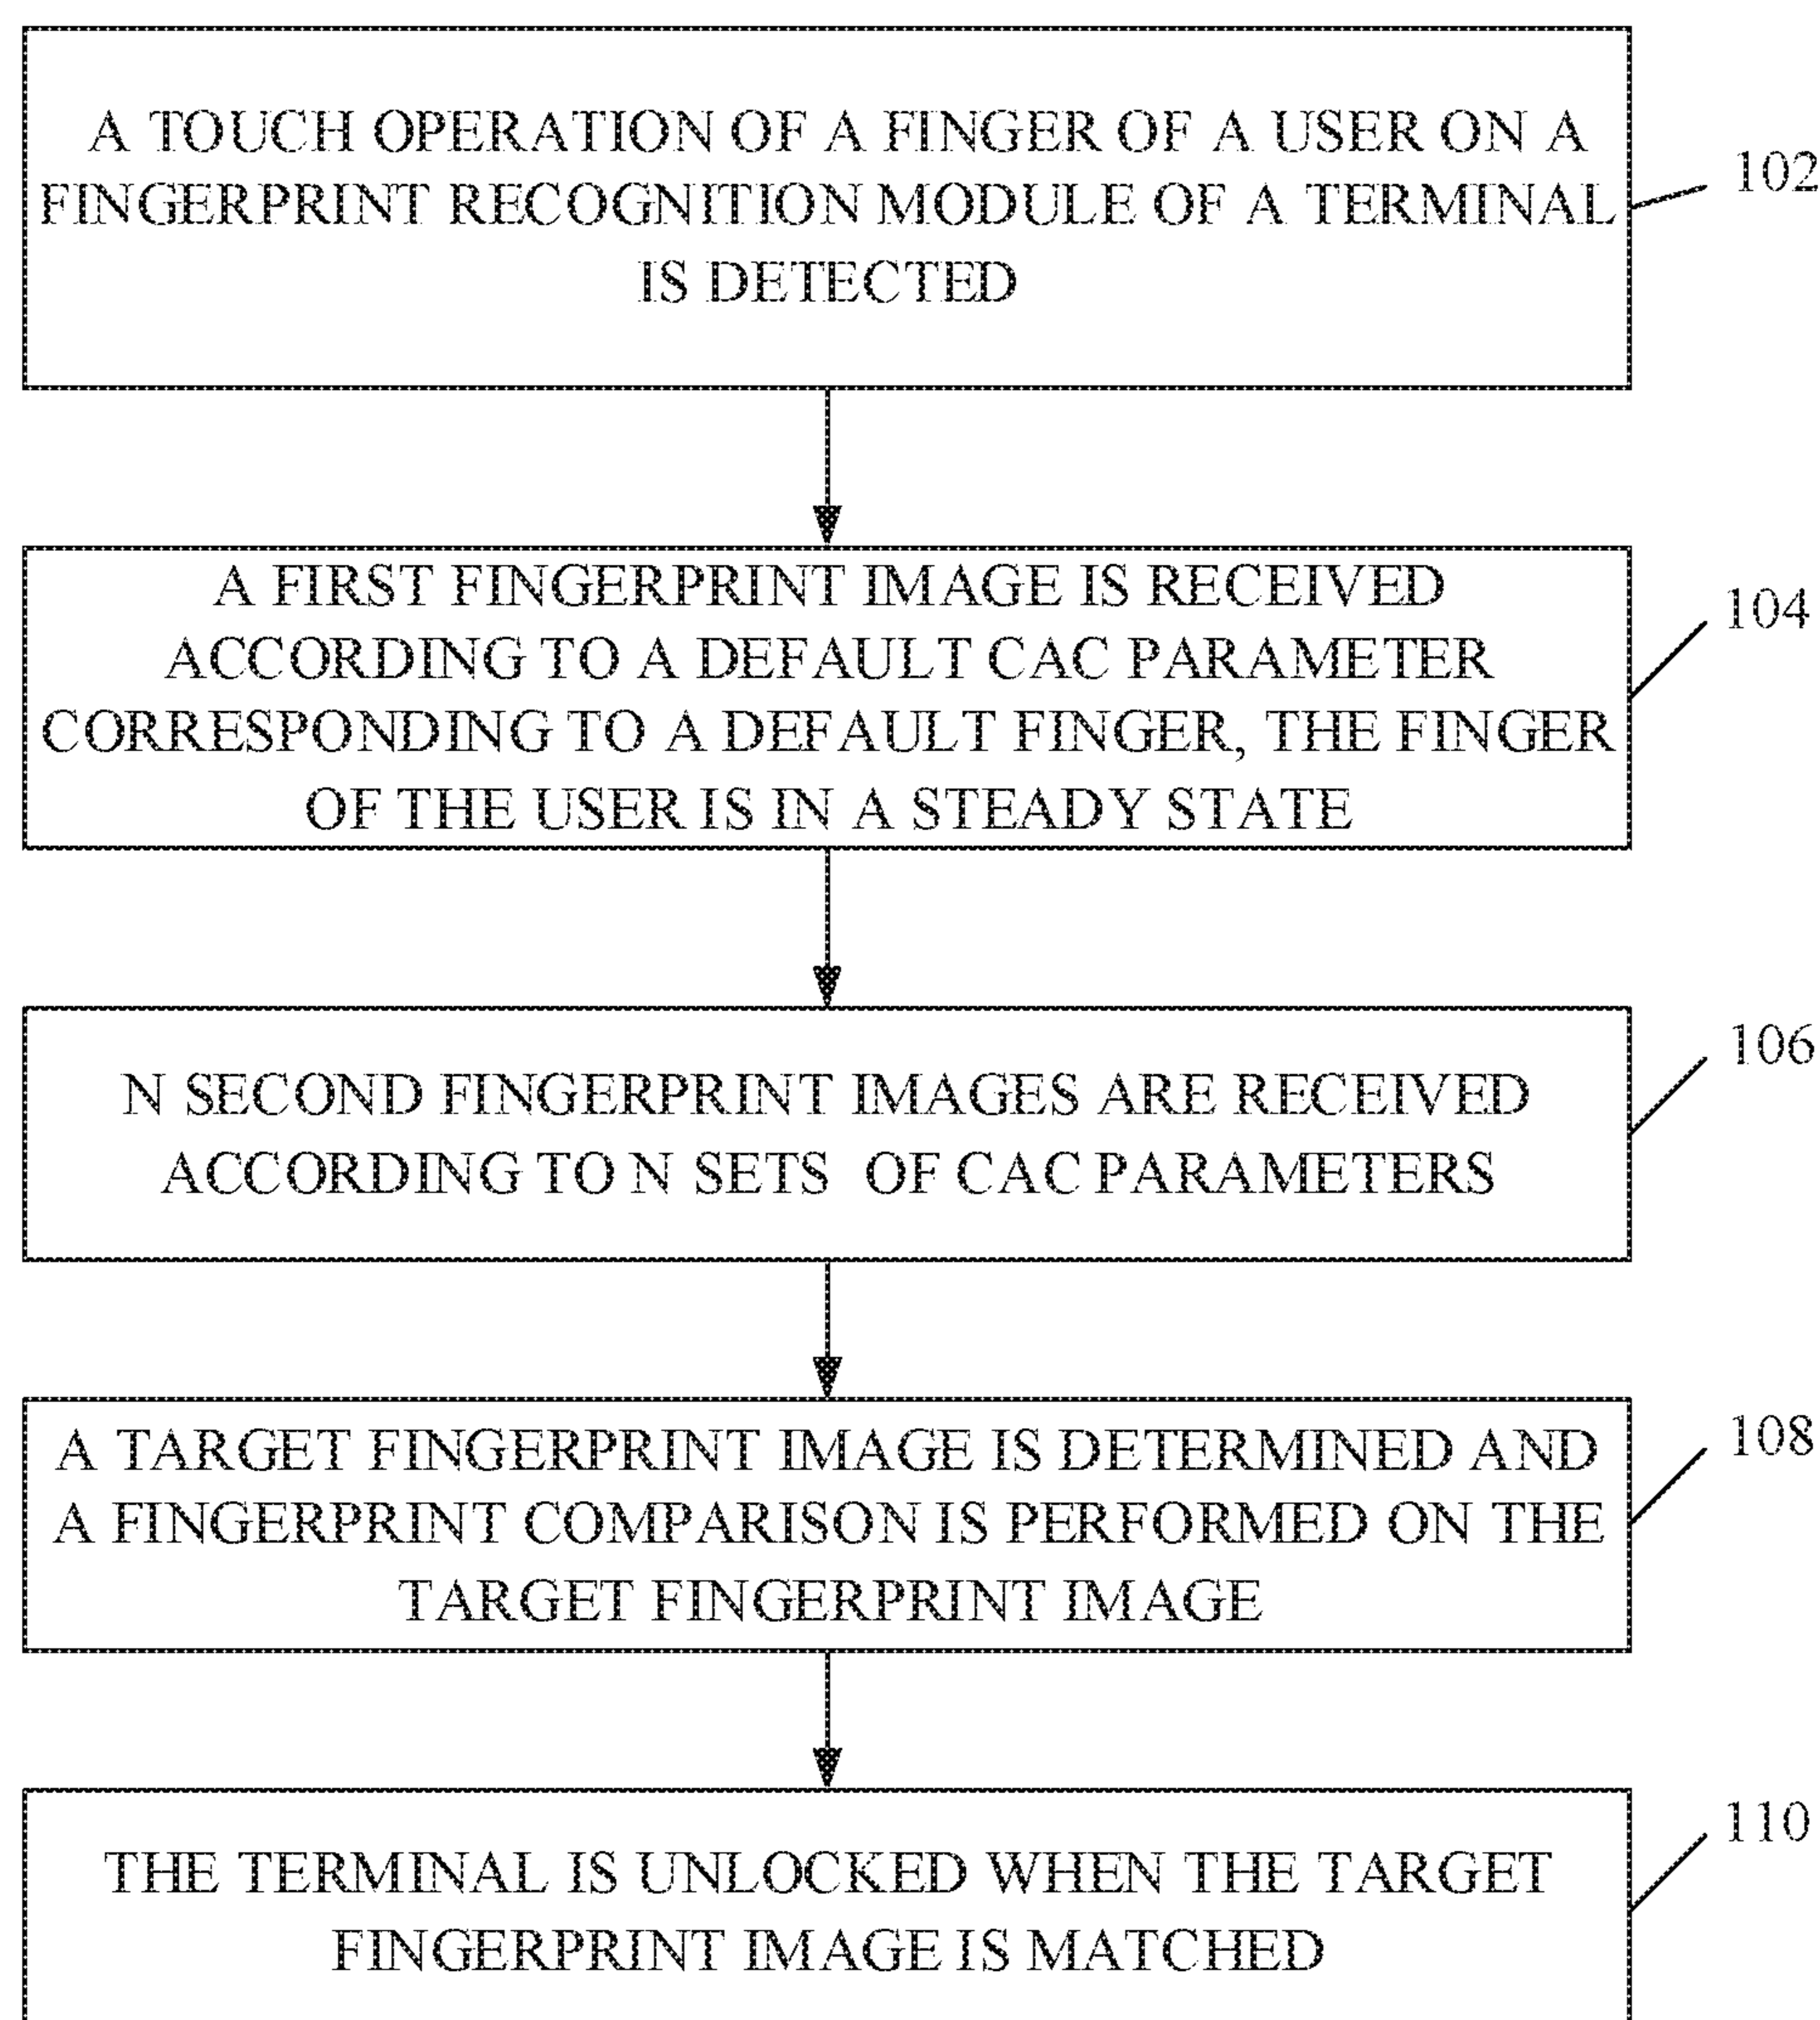 A TOUCH OPERATION OF A FINGER OF A USER ON A
FINGERPRINT RECOGNITION MODULE OF A TERMINAL
IS DETECTED
102
A FIRST FINGERPRINT IMAGE IS RECEIVED
ACCORDING TO A DEFAULT CAC PARAMETER
CORRESPONDING TO A DEFAULT FINGER, THE FINGER
OF THE USER IS IN A STEADY STATE
104
N SECOND FINGERPRINT IMAGES ARE RECEIVED
ACCORDING TO N SETS OF CAC PARAMETERS
106
A TARGET FINGERPRINT IMAGE IS DETERMINED AND
A FINGERPRINT COMPARISON IS PERFORMED ON THE
TARGET FINGERPRINT IMAGE
108
THE TERMINAL IS UNLOCKED WHEN THE TARGET
FINGERPRINT IMAGE IS MATCHED
110